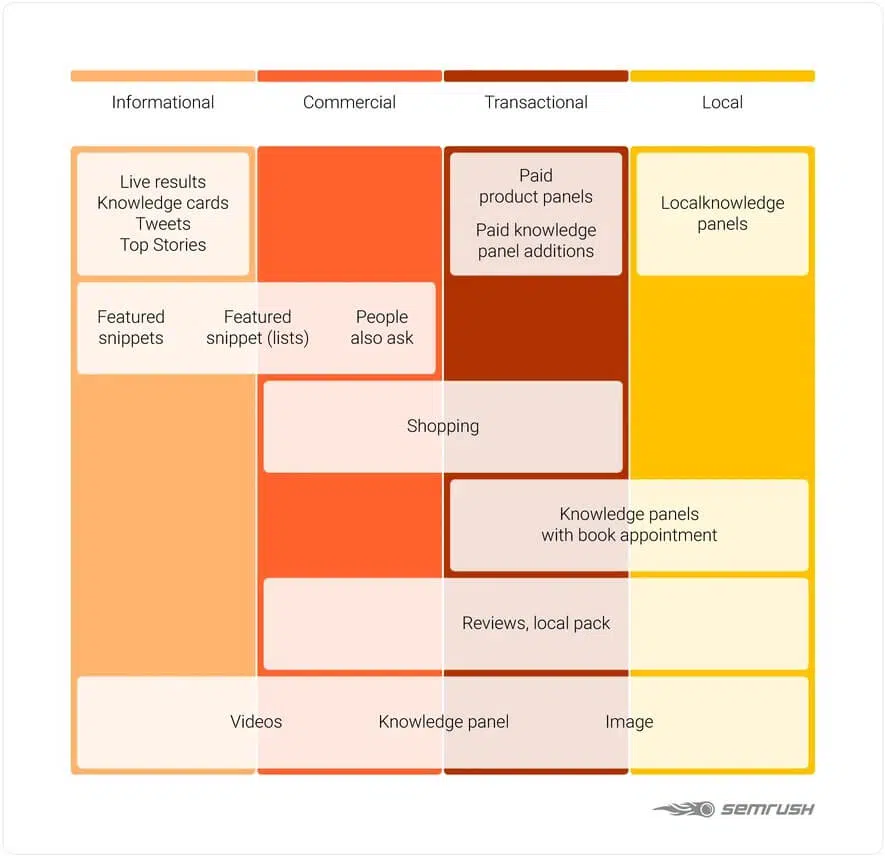 Informational
Commercial
Transactional
Local
Live results
Knowledge cards
Tweets
Top Stories
Paid
product panels
Paid knowledge
panel additions
Localknowledge
panels
Featured
snippets
Featured
snippet (lists)
People
also ask
Shopping
Knowledge panels
with book appointment
Reviews, local pack
Videos
Knowledge panel
Image
semrush